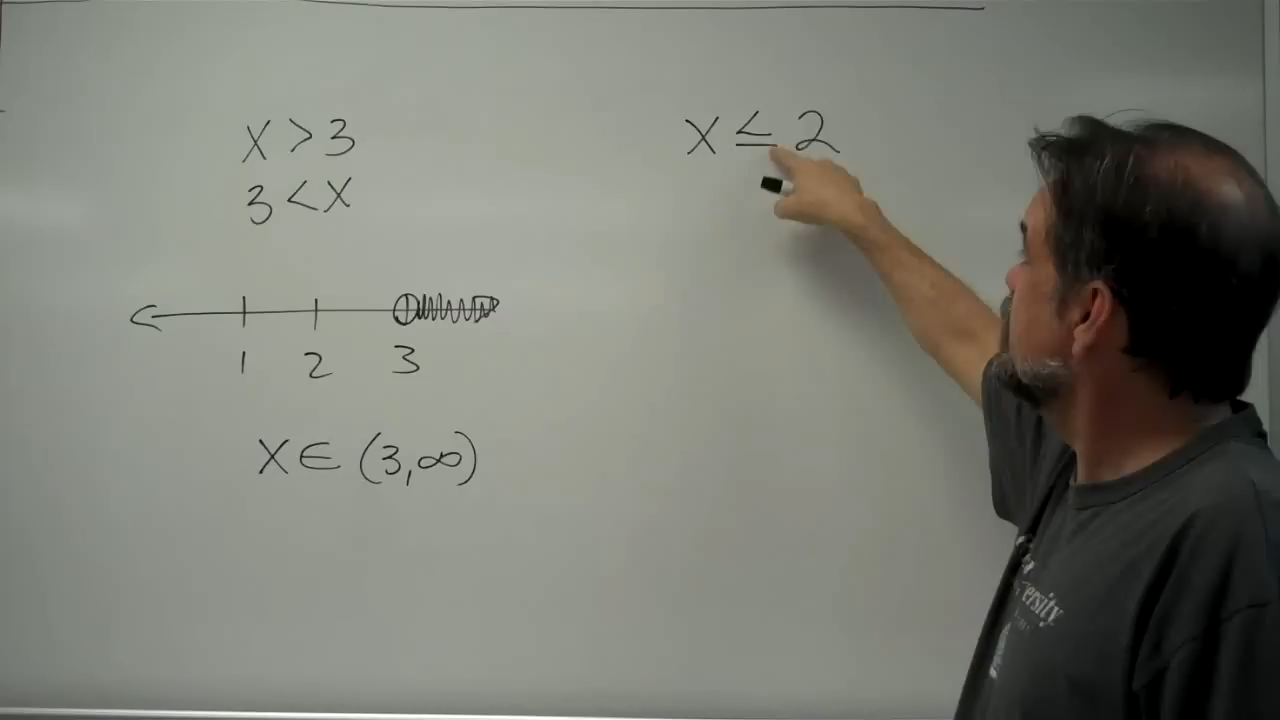 X > 3
3 < X
1 2 3
X ∈ (3, ∞)
X ≤ 2